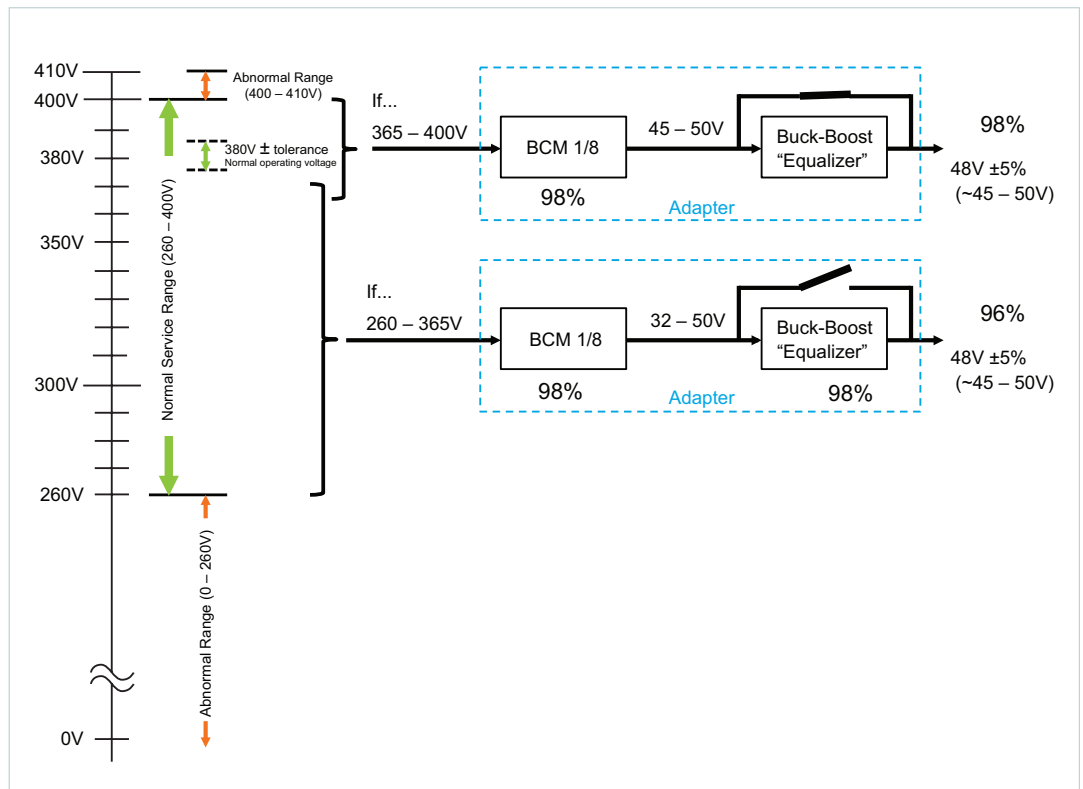 410V
400V
380V
350V
300V
260V
0V
Abnormal Range
(400 – 410V)
380V ± tolerance
Normal operating voltage
Normal Service Range (260 – 400V)
Abnormal Range (0 – 260V)
If...
365 – 400V
BCM 1/8
98%
45 – 50V
Buck-Boost
“Equalizer”
Adapter
98%
48V ±5%
(~45 – 50V)
If...
260 – 365V
BCM 1/8
98%
32 – 50V
Buck-Boost
“Equalizer”
98%
Adapter
96%
48V ±5%
(~45 – 50V)